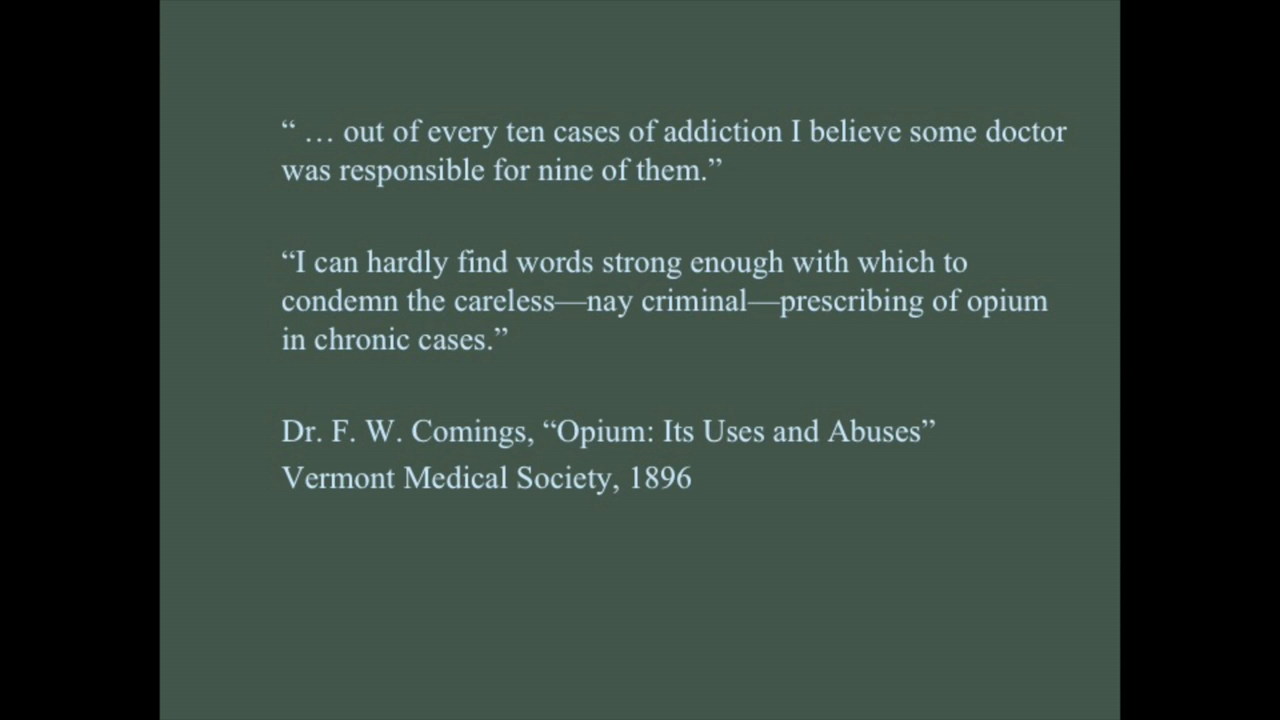 “ … out of every ten cases of addiction I believe some doctor
was responsible for nine of them.”
“I can hardly find words strong enough with which to
condemn the careless—nay criminal—prescribing of opium
in chronic cases.”
Dr. F. W. Comings, “Opium: Its Uses and Abuses”
Vermont Medical Society, 1896